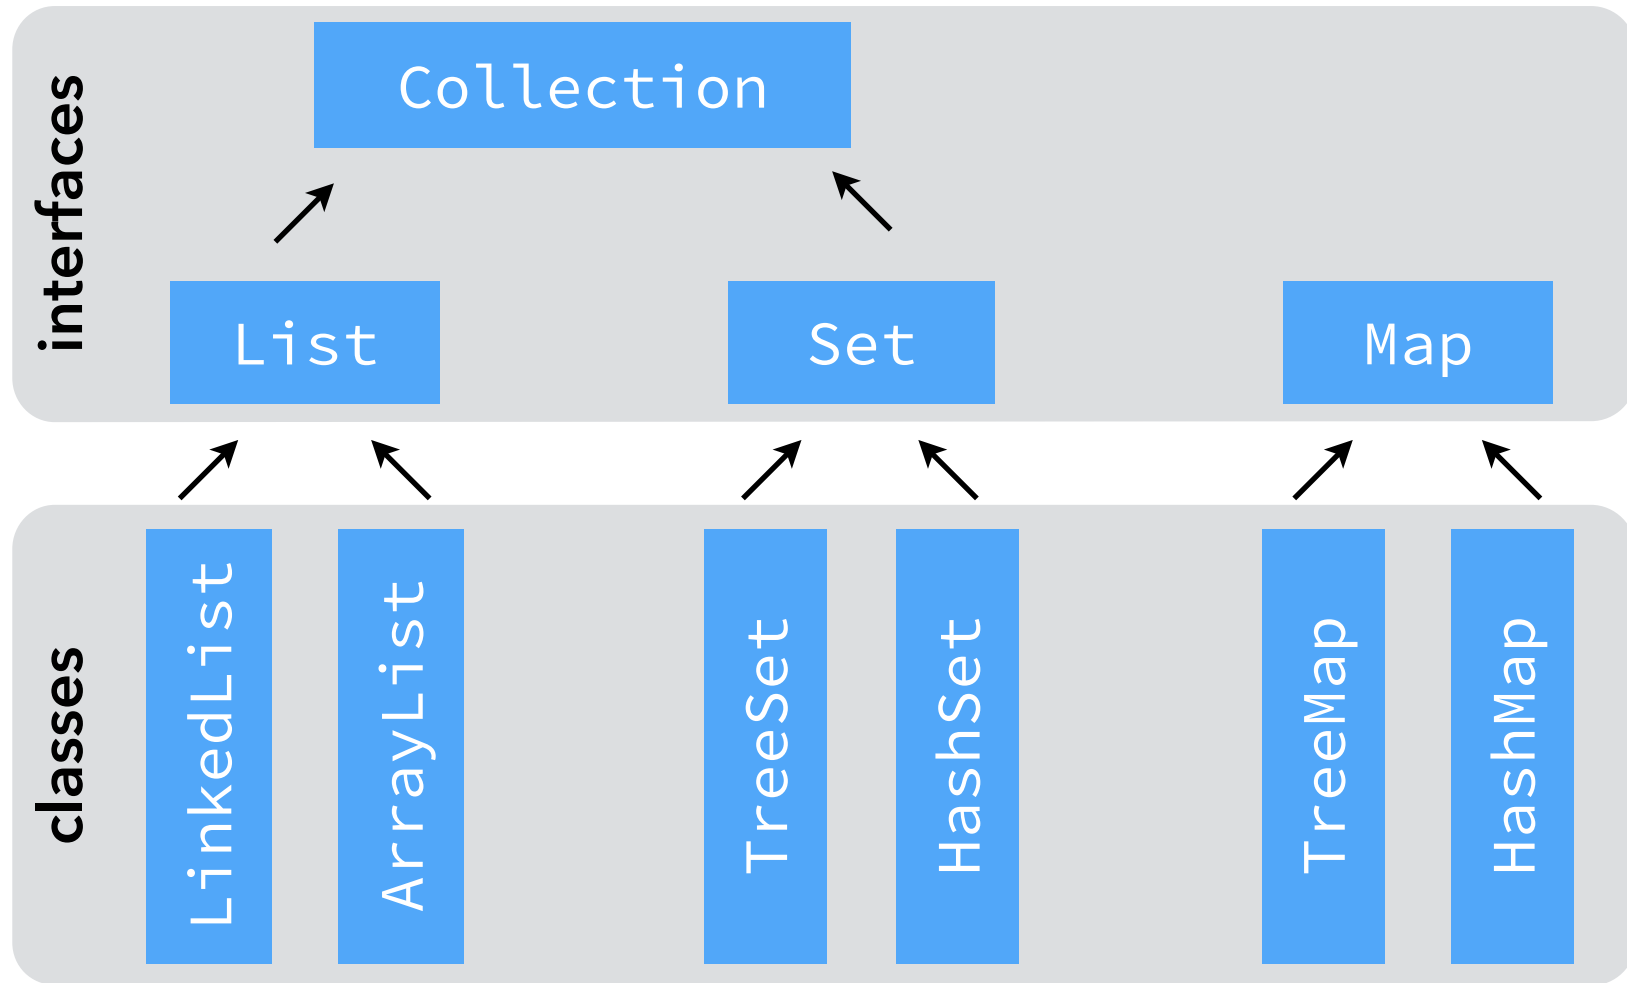 interfaces
Collection
List
Set
Map
classes
LinkedList
ArrayList
TreeSet
HashSet
TreeMap
HashMap